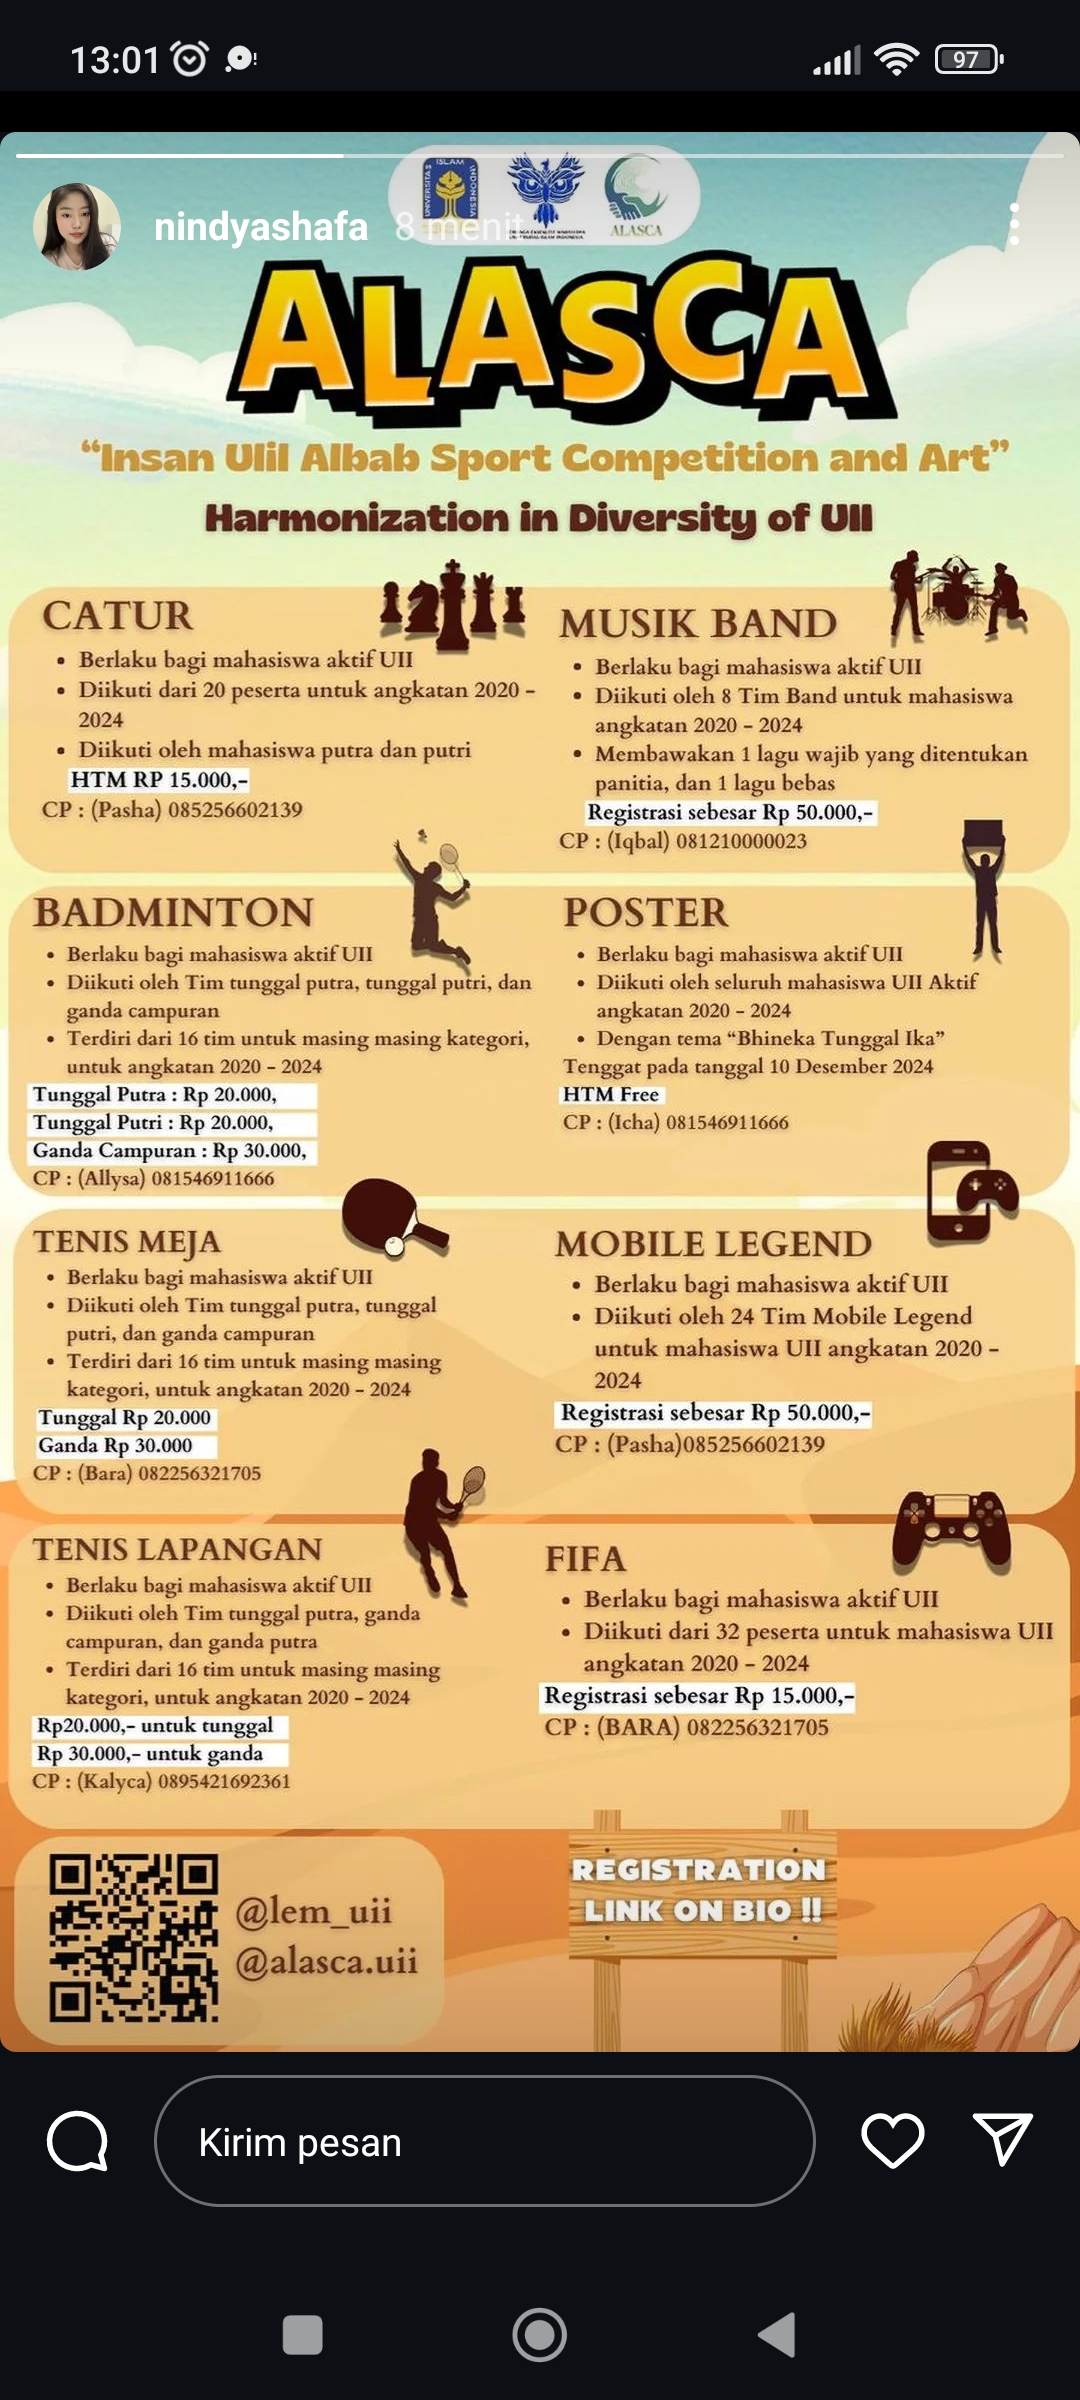 13:01
97
UNIVERSITAS ISLAM INDONESIA
ALASCA
nindyashafa 8 menit
ALASCA
“Insan Ulil Albab Sport Competition and Art”
Harmonization in Diversity of UII
CATUR
• Berlaku bagi mahasiswa aktif UII
• Diikuti dari 20 peserta untuk angkatan 2020 -
2024
• Diikuti oleh mahasiswa putra dan putri
HTM RP 15.000,-
CP : (Pasha) 085256602139
MUSIK BAND
• Berlaku bagi mahasiswa aktif UII
• Diikuti oleh 8 Tim Band untuk mahasiswa
angkatan 2020 - 2024
• Membawakan 1 lagu wajib yang ditentukan
panitia, dan 1 lagu bebas
Registrasi sebesar Rp 50.000,-
CP : (Iqbal) 081210000023
BADMINTON
• Berlaku bagi mahasiswa aktif UII
• Diikuti oleh Tim tunggal putra, tunggal putri, dan
ganda campuran
• Terdiri dari 16 tim untuk masing masing kategori,
untuk angkatan 2020 - 2024
Tunggal Putra : Rp 20.000,
Tunggal Putri : Rp 20.000,
Ganda Campuran : Rp 30.000,
CP : (Allysa) 081546911666
POSTER
• Berlaku bagi mahasiswa aktif UII
• Diikuti oleh seluruh mahasiswa UII Aktif
angkatan 2020 - 2024
• Dengan tema “Bhineka Tunggal Ika”
Tenggat pada tanggal 10 Desember 2024
HTM Free
CP : (Icha) 081546911666
TENIS MEJA
• Berlaku bagi mahasiswa aktif UII
• Diikuti oleh Tim tunggal putra, tunggal
putri, dan ganda campuran
• Terdiri dari 16 tim untuk masing masing
kategori, untuk angkatan 2020 - 2024
Tunggal Rp 20.000
Ganda Rp 30.000
CP : (Bara) 082256321705
MOBILE LEGEND
• Berlaku bagi mahasiswa aktif UII
• Diikuti oleh 24 Tim Mobile Legend
untuk mahasiswa UII angkatan 2020 -
2024
Registrasi sebesar Rp 50.000,-
CP : (Pasha)085256602139
TENIS LAPANGAN
• Berlaku bagi mahasiswa aktif UII
• Diikuti oleh Tim tunggal putra, ganda
campuran, dan ganda putra
• Terdiri dari 16 tim untuk masing masing
kategori, untuk angkatan 2020 - 2024
Rp20.000,- untuk tunggal
Rp 30.000,- untuk ganda
CP : (Kalyca) 0895421692361
FIFA
• Berlaku bagi mahasiswa aktif UII
• Diikuti dari 32 peserta untuk mahasiswa UII
angkatan 2020 - 2024
Registrasi sebesar Rp 15.000,-
CP : (BARA) 082256321705
@lem_uii
@alasca.uii
REGISTRATION
LINK ON BIO !!
Kirim pesan